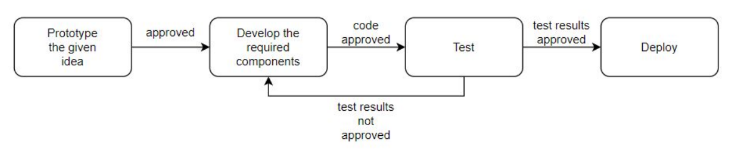 Prototype
the given
idea
approved
Develop the
required
components
code
approved
Test
test results
approved
Deploy
test results
not
approved